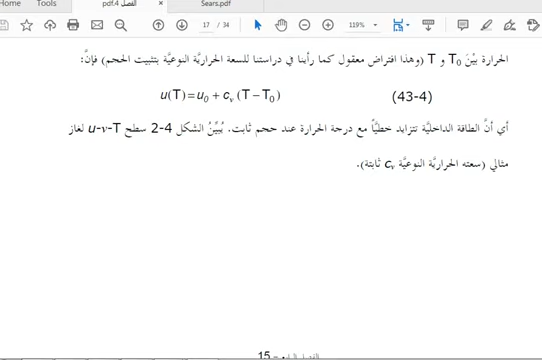 Home Tools الفصل 4.pdf × Sears.pdf
17 / 34 119%
الحرارة بيْنَ T0 و T (وهذا افتراض معقول كما رأينا في دراستنا للسعة الحراريَّة النوعيَّة بتثبيت الحجم) فإنَّ:
u(T) = u0 + cv (T − T0) (43-4)
أي أنَّ الطاقة الداخليَّة تتزايد خطيَّاً مع درجة الحرارة عند حجم ثابت. يُبيِّنُ الشكل 4-2 سطح u-v-T لغاز
مثالي (سعته الحراريَّة النوعيَّة cv ثابتة).
15 -